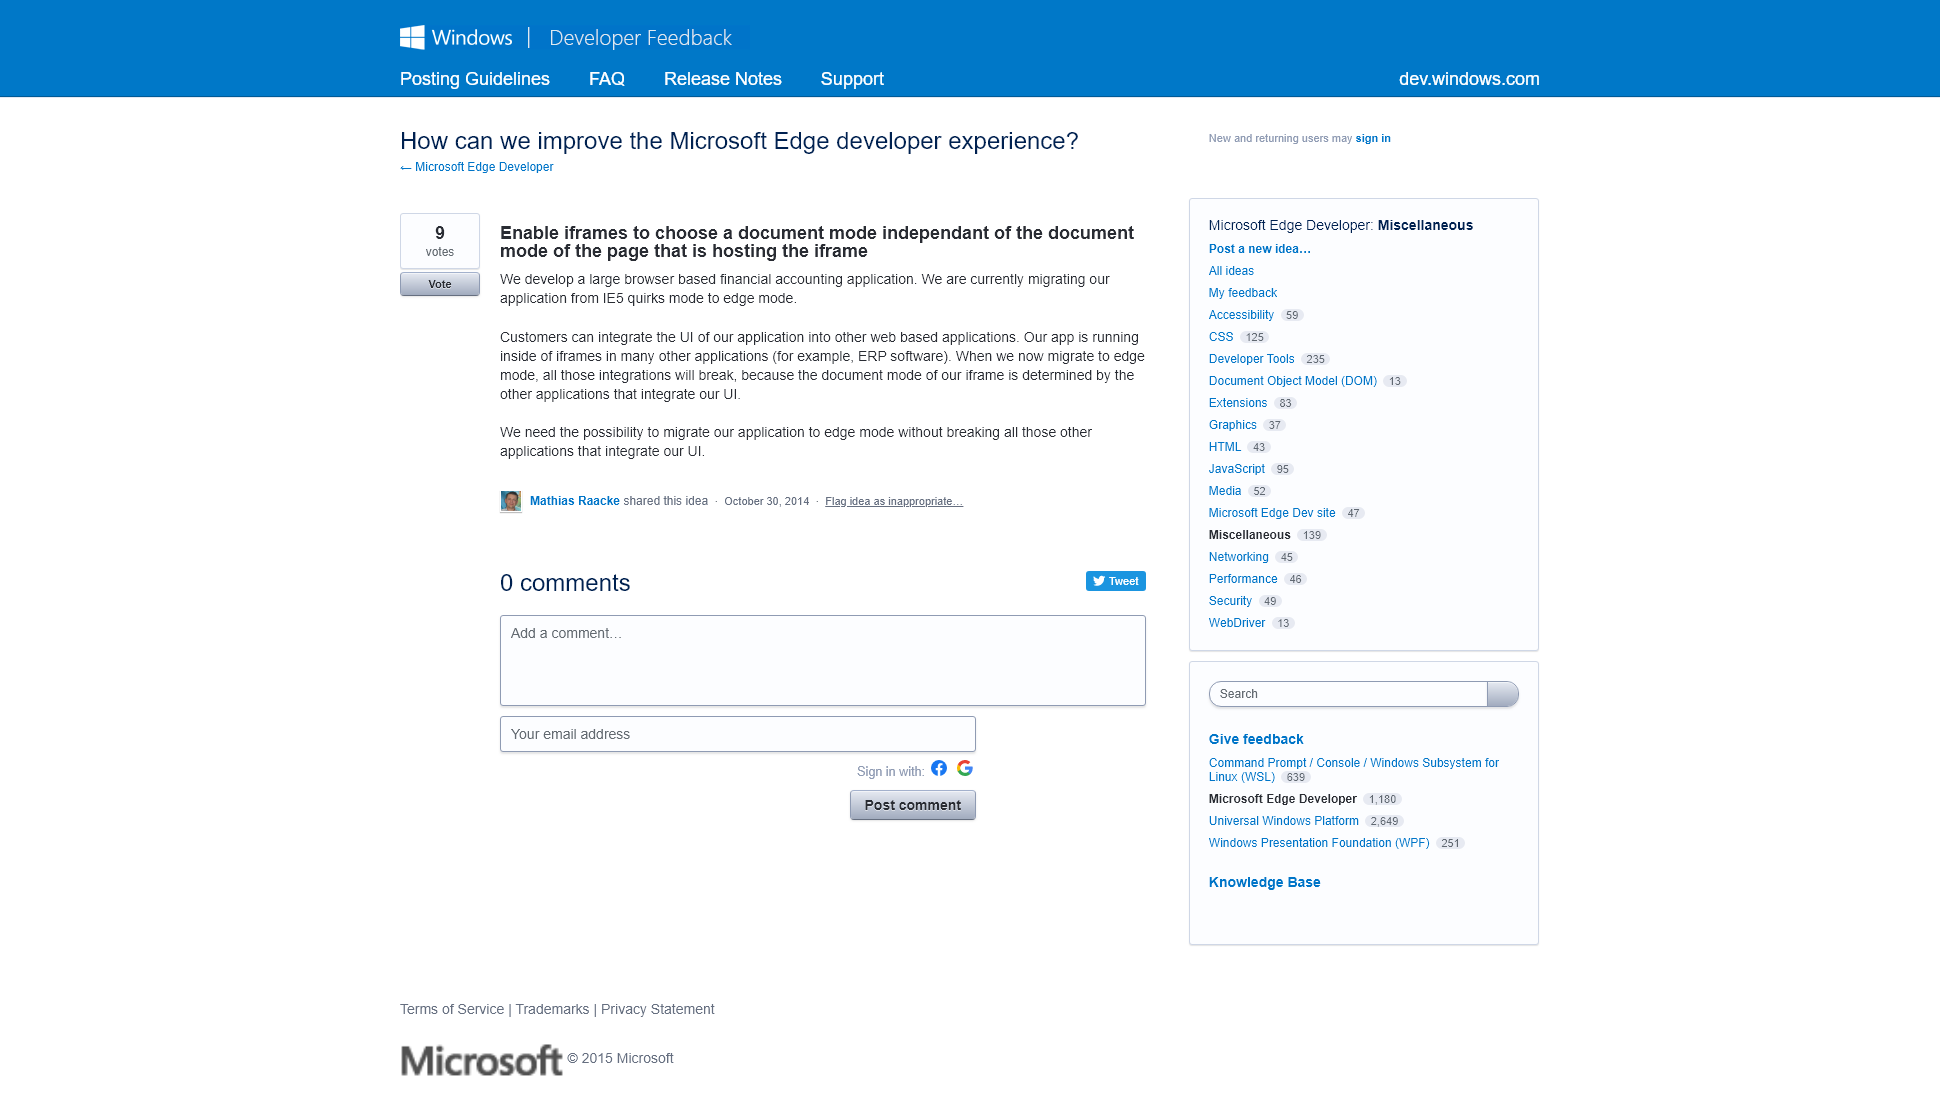 Windows | Developer Feedback
Posting Guidelines FAQ Release Notes Support dev.windows.com
How can we improve the Microsoft Edge developer experience?
← Microsoft Edge Developer
New and returning users may sign in
9
votes
Vote
Enable iframes to choose a document mode independant of the document
mode of the page that is hosting the iframe
We develop a large browser based financial accounting application. We are currently migrating our
application from IE5 quirks mode to edge mode.
Customers can integrate the UI of our application into other web based applications. Our app is running
inside of iframes in many other applications (for example, ERP software). When we now migrate to edge
mode, all those integrations will break, because the document mode of our iframe is determined by the
other applications that integrate our UI.
We need the possibility to migrate our application to edge mode without breaking all those other
applications that integrate our UI.
Mathias Raacke shared this idea · October 30, 2014 · Flag idea as inappropriate…
0 comments
Tweet
Add a comment…
Your email address
Sign in with:
Post comment
Microsoft Edge Developer: Miscellaneous
Post a new idea…
All ideas
My feedback
Accessibility 59
CSS 125
Developer Tools 235
Document Object Model (DOM) 13
Extensions 83
Graphics 37
HTML 43
JavaScript 95
Media 52
Microsoft Edge Dev site 47
Miscellaneous 139
Networking 45
Performance 46
Security 49
WebDriver 13
Search
Give feedback
Command Prompt / Console / Windows Subsystem for
Linux (WSL) 639
Microsoft Edge Developer 1,180
Universal Windows Platform 2,649
Windows Presentation Foundation (WPF) 251
Knowledge Base
Terms of Service | Trademarks | Privacy Statement
Microsoft © 2015 Microsoft